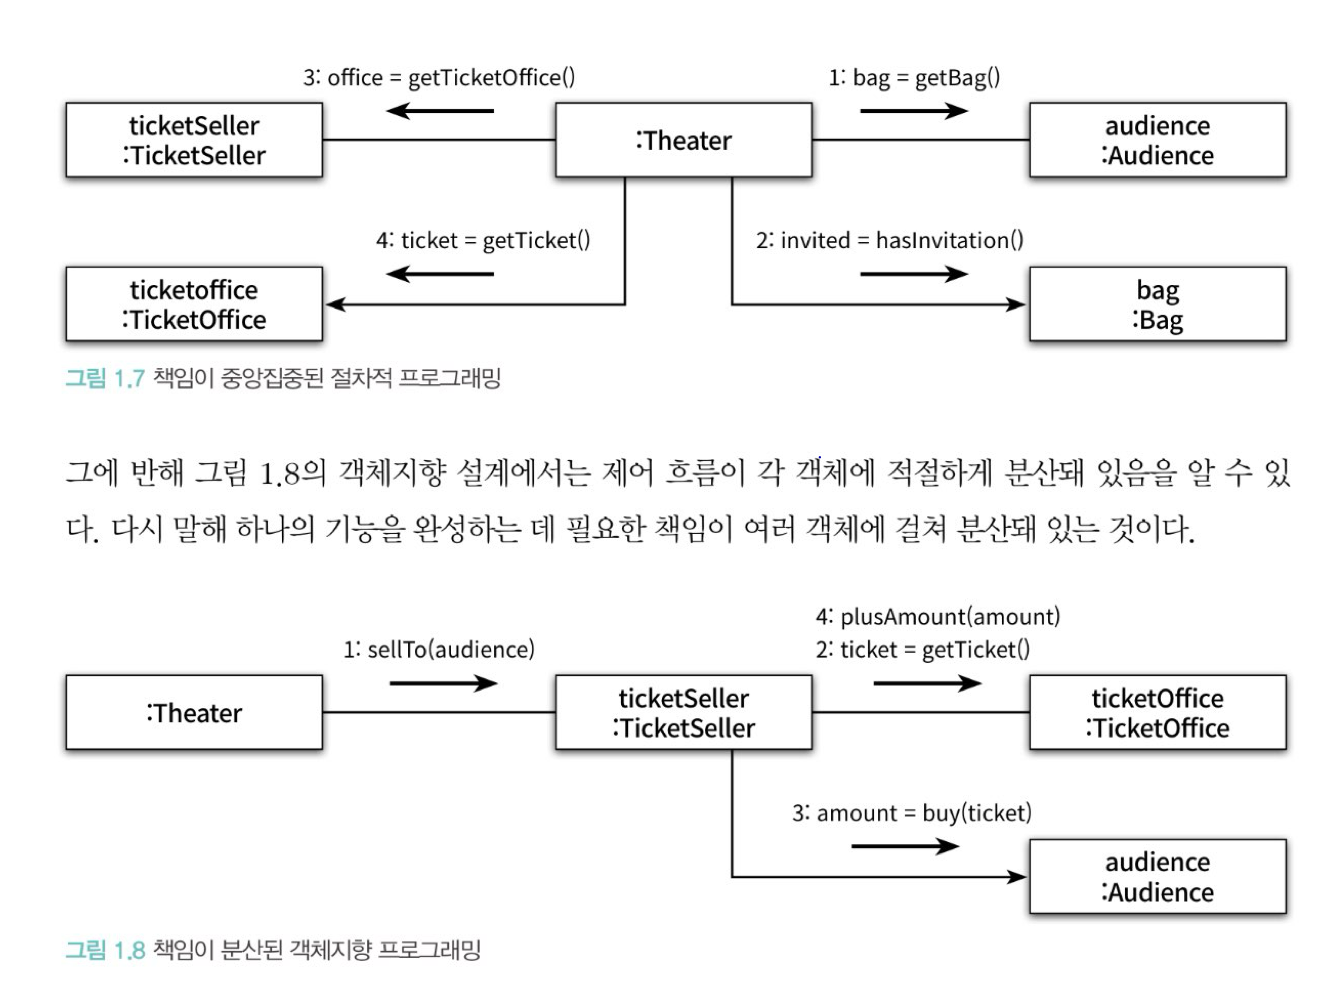 3: office = getTicketOffice()
1: bag = getBag()
ticketSeller
:TicketSeller
:Theater
audience
:Audience
4: ticket = getTicket()
2: invited = hasInvitation()
ticketoffice
:TicketOffice
bag
:Bag
그림 1.7 책임이 중앙집중된 절차적 프로그래밍
그에 반해 그림 1.8의 객체지향 설계에서는 제어 흐름이 각 객체에 적절하게 분산돼 있음을 알 수 있
다. 다시 말해 하나의 기능을 완성하는 데 필요한 책임이 여러 객체에 걸쳐 분산돼 있는 것이다.
4: plusAmount(amount)
1: sellTo(audience)
2: ticket = getTicket()
:Theater
ticketSeller
:TicketSeller
ticketOffice
:TicketOffice
3: amount = buy(ticket)
audience
:Audience
그림 1.8 책임이 분산된 객체지향 프로그래밍